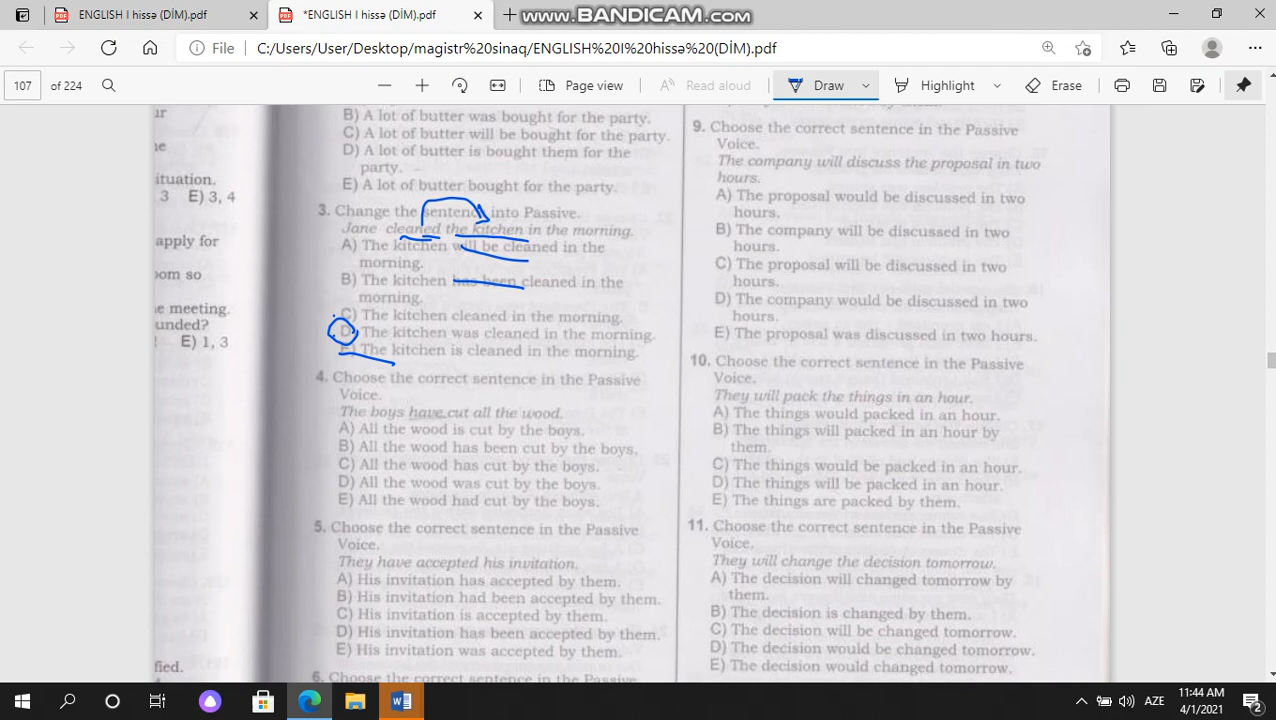 ENGLISH I hissə (DİM).pdf
*ENGLISH I hissə (DİM).pdf
www.BANDICAM.com
File
C:/Users/User/Desktop/magistr%20sinaq/ENGLISH%20I%20hissə%20(DİM).pdf
107 of 224
Page view
Read aloud
Draw
Highlight
Erase
ituation.
3 E) 3, 4
apply for
oom so
e meeting.
unded?
E) 1, 3
fied.
B) A lot of butter was bought for the party.
C) A lot of butter will be bought for the party.
D) A lot of butter is bought them for the
party.
E) A lot of butter bought for the party.
3. Change the sentence into Passive.
Jane cleaned the kitchen in the morning.
A) The kitchen will be cleaned in the
morning.
B) The kitchen has been cleaned in the
morning.
C) The kitchen cleaned in the morning.
D) The kitchen was cleaned in the morning.
E) The kitchen is cleaned in the morning.
4. Choose the correct sentence in the Passive
Voice.
The boys have cut all the wood.
A) All the wood is cut by the boys.
B) All the wood has been cut by the boys.
C) All the wood has cut by the boys.
D) All the wood was cut by the boys.
E) All the wood had cut by the boys.
5. Choose the correct sentence in the Passive
Voice.
They have accepted his invitation.
A) His invitation has accepted by them.
B) His invitation had been accepted by them.
C) His invitation is accepted by them.
D) His invitation has been accepted by them.
E) His invitation was accepted by them.
6. Choose the correct sentence in the Passive
9. Choose the correct sentence in the Passive
Voice.
The company will discuss the proposal in two
hours.
A) The proposal would be discussed in two
hours.
B) The company will be discussed in two
hours.
C) The proposal will be discussed in two
hours.
D) The company would be discussed in two
hours.
E) The proposal was discussed in two hours.
10. Choose the correct sentence in the Passive
Voice.
They will pack the things in an hour.
A) The things would packed in an hour.
B) The things will packed in an hour by
them.
C) The things would be packed in an hour.
D) The things will be packed in an hour.
E) The things are packed by them.
11. Choose the correct sentence in the Passive
Voice.
They will change the decision tomorrow.
A) The decision will changed tomorrow by
them.
B) The decision is changed by them.
C) The decision will be changed tomorrow.
D) The decision would be changed tomorrow.
E) The decision would changed tomorrow.
AZE
11:44 AM
4/1/2021
2